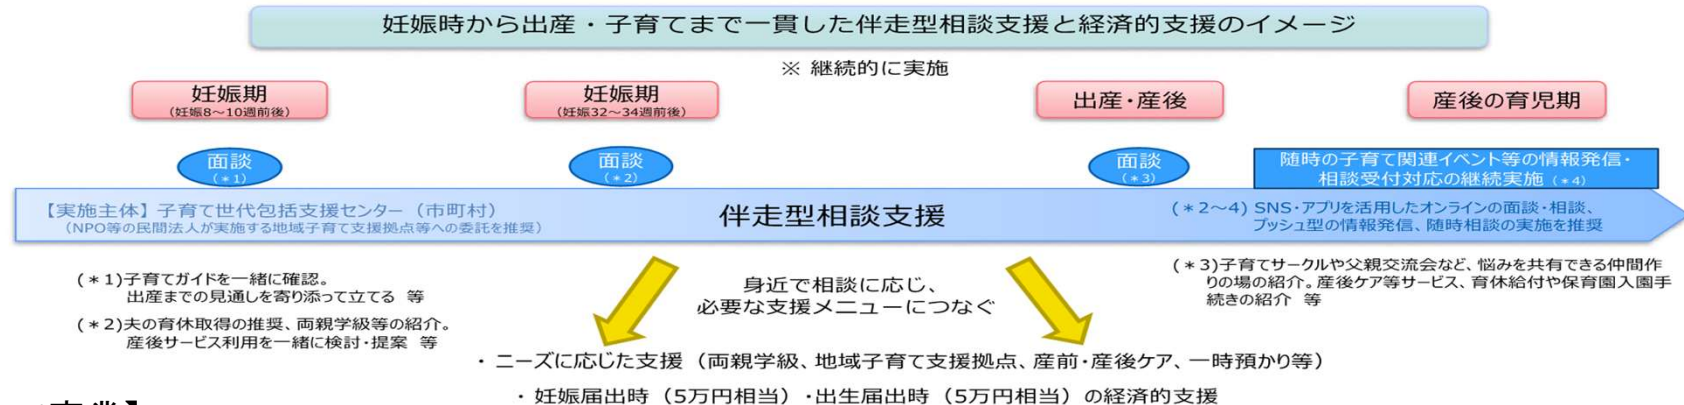 妊娠時から出産・子育てまで一貫した伴走型相談支援と経済的支援のイメージ
※ 継続的に実施
妊娠期
(妊娠8~10週前後)
妊娠期
(妊娠32~34週前後)
出産・産後
産後の育児期
面談
(*1)
面談
(*2)
面談
(*3)
随時の子育て関連イベント等の情報発信・
相談受付対応の継続実施 (*4)
【実施主体】子育て世代包括支援センター(市町村)
(NPO等の民間法人が実施する地域子育て支援拠点等への委託を推奨)
伴走型相談支援
(*2~4) SNS・アプリを活用したオンラインの面談・相談、
プッシュ型の情報発信、随時相談の実施を推奨
(*1)子育てガイドを一緒に確認。
出産までの見通しを寄り添って立てる 等
(*2)夫の育休取得の推奨、両親学級等の紹介。
産後サービス利用を一緒に検討・提案 等
身近で相談に応じ、
必要な支援メニューにつなぐ
(*3)子育てサークルや父親交流会など、悩みを共有できる仲間作
りの場の紹介。産後ケア等サービス、育休給付や保育園入園手
続きの紹介 等
・ ニーズに応じた支援(両親学級、地域子育て支援拠点、産前・産後ケア、一時預かり等)
・ 妊娠届出時(5万円相当)・出生届出時(5万円相当)の経済的支援